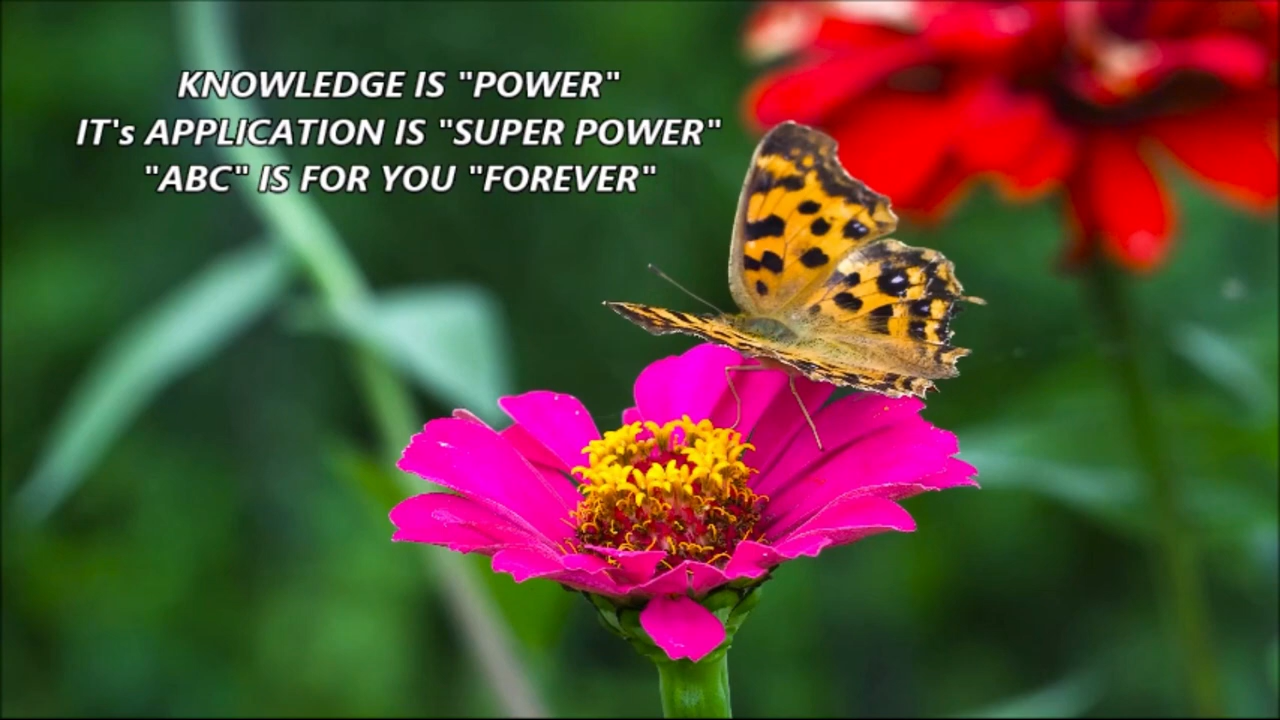 KNOWLEDGE IS "POWER"
IT's APPLICATION IS "SUPER POWER"
"ABC" IS FOR YOU "FOREVER"